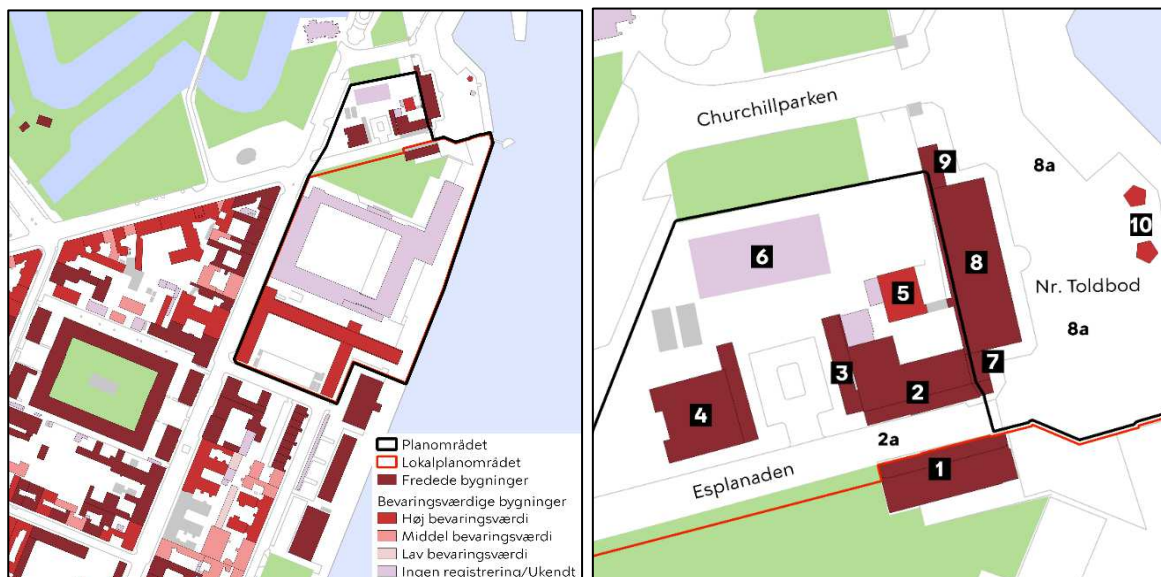 Planområdet
Lokalplanområdet
Fredede bygninger
Bevaringsværdige bygninger
Høj bevaringsværdi
Middel bevaringsværdi
Lav bevaringsværdi
Ingen registrering/Ukendt
Churchillparken
9
8a
10
6
8
5
Nr. Toldbod
8a
3
7
4
2
2a
1
Esplanaden